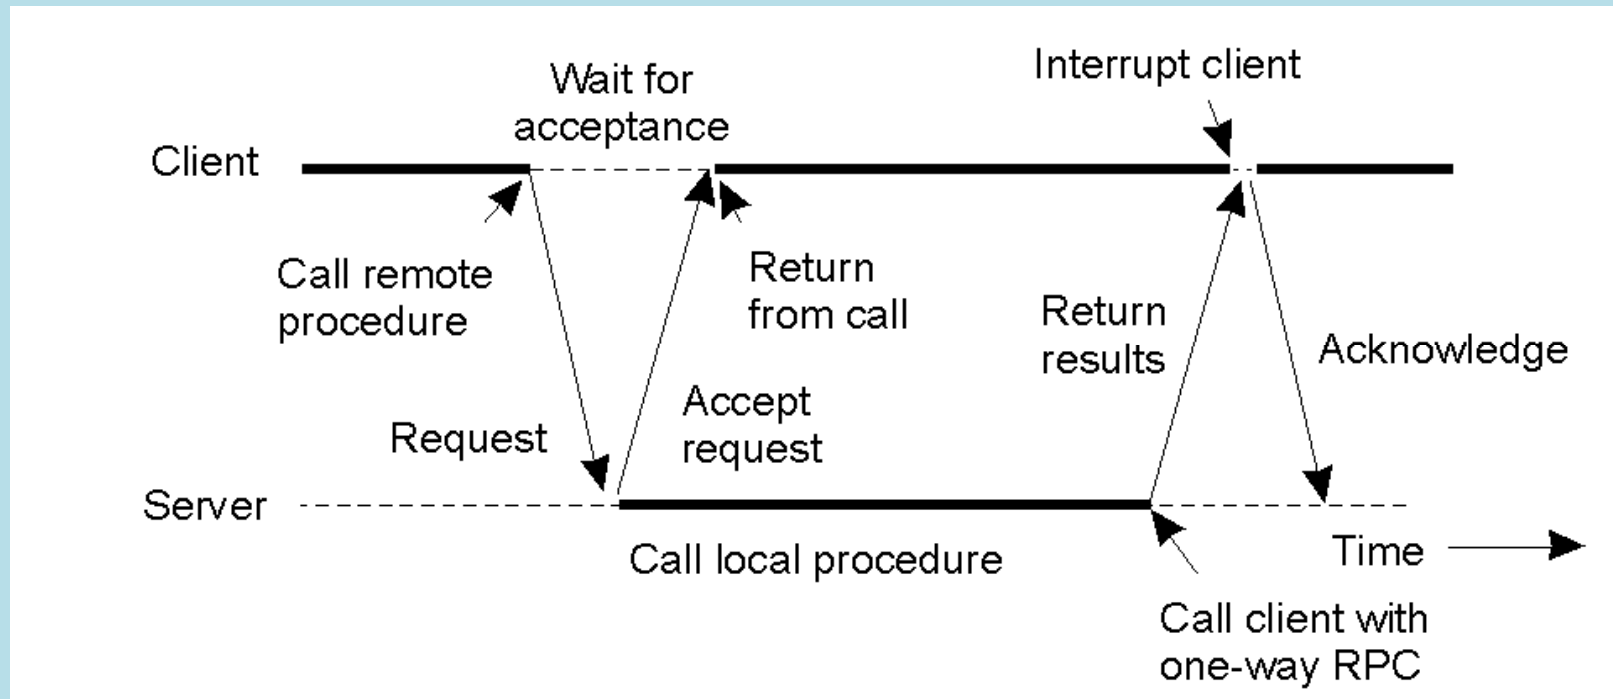 Interrupt client
Wait for
acceptance
Client
Call remote
procedure
Return
from call
Return
results
Acknowledge
Accept
request
Request
Server
Call local procedure
Time
Call client with
one-way RPC